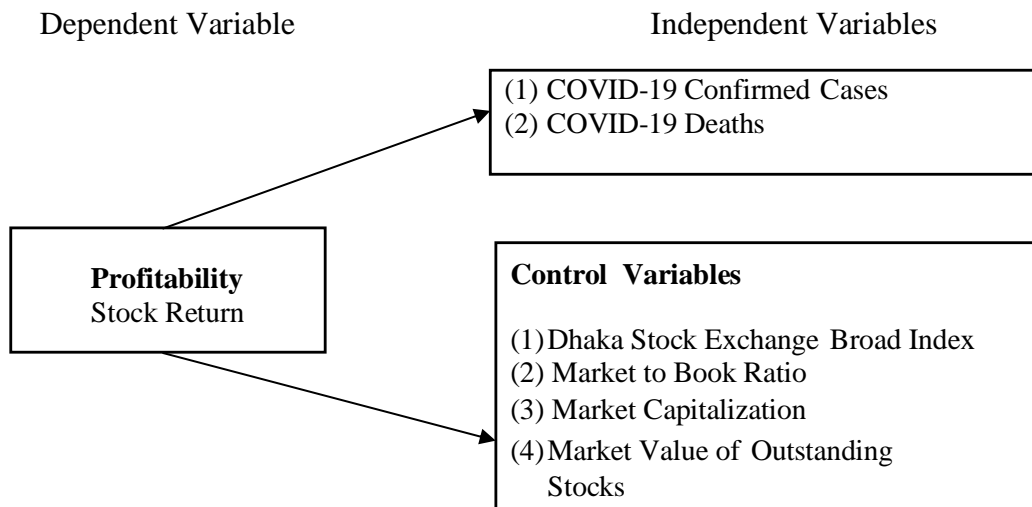 Dependent Variable
Independent Variables
(1) COVID-19 Confirmed Cases
(2) COVID-19 Deaths
Profitability
Stock Return
Control Variables
(1) Dhaka Stock Exchange Broad Index
(2) Market to Book Ratio
(3) Market Capitalization
(4) Market Value of Outstanding
Stocks